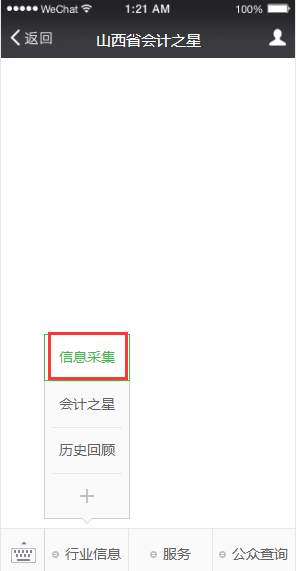 WeChat 1:21 AM 100%
返回 山西省会计之星
信息采集
会计之星
历史回顾
+
行业信息 服务 公众查询